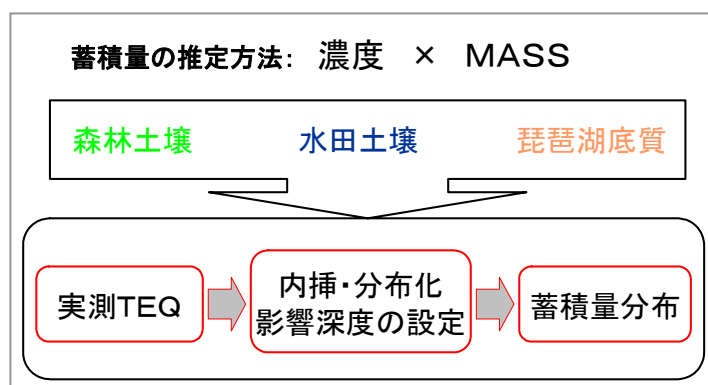 蓄積量の推定方法： 濃度 × MASS
森林土壌 水田土壌 琵琶湖底質
実測TEQ
内挿・分布化
影響深度の設定
蓄積量分布